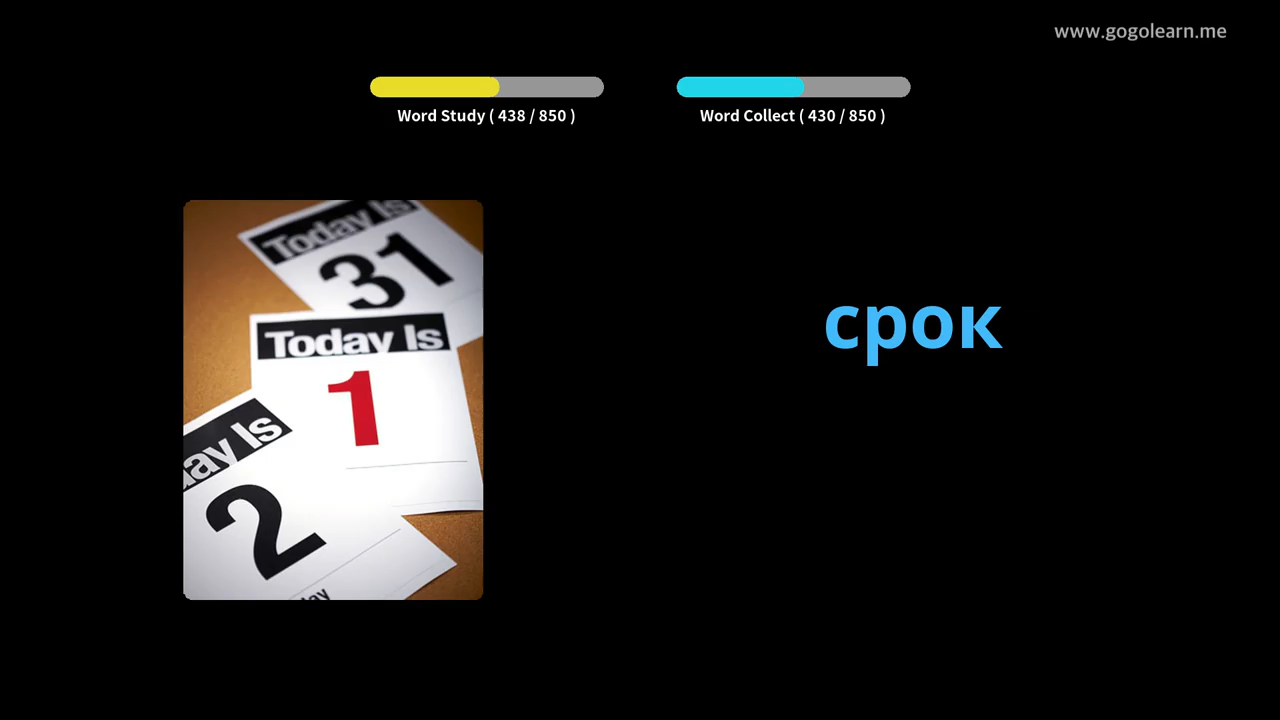 www.gogolearn.me
Word Study ( 438 / 850 )
Word Collect ( 430 / 850 )
Today Is
31
Today Is
1
ay Is
2
ay
срок